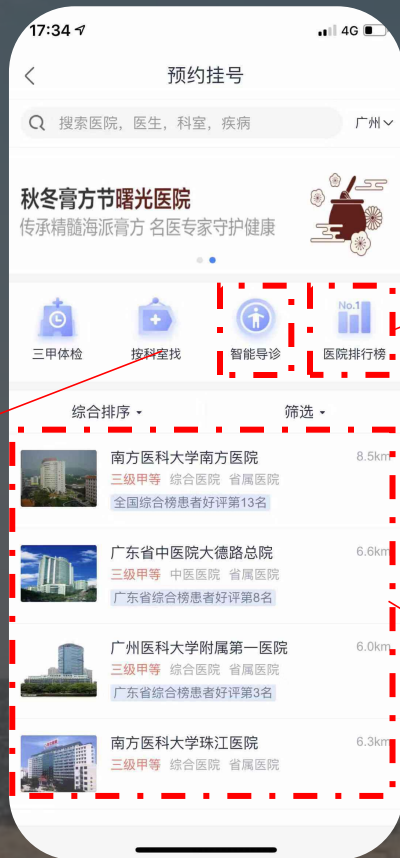 17:34
4G
预约挂号
搜索医院，医生，科室，疾病
广州
秋冬膏方节曙光医院
传承精髓海派膏方 名医专家守护健康
No.1
三甲体检
按科室找
智能导诊
医院排行榜
综合排序
筛选
南方医科大学南方医院
8.5km
三级甲等 综合医院 省属医院
全国综合榜患者好评第13名
广东省中医院大德路总院
6.6km
三级甲等 中医医院 省属医院
广东省综合榜患者好评第8名
广州医科大学附属第一医院
6.0km
三级甲等 综合医院 省属医院
广东省综合榜患者好评第3名
南方医科大学珠江医院
6.3km
三级甲等 综合医院 省属医院